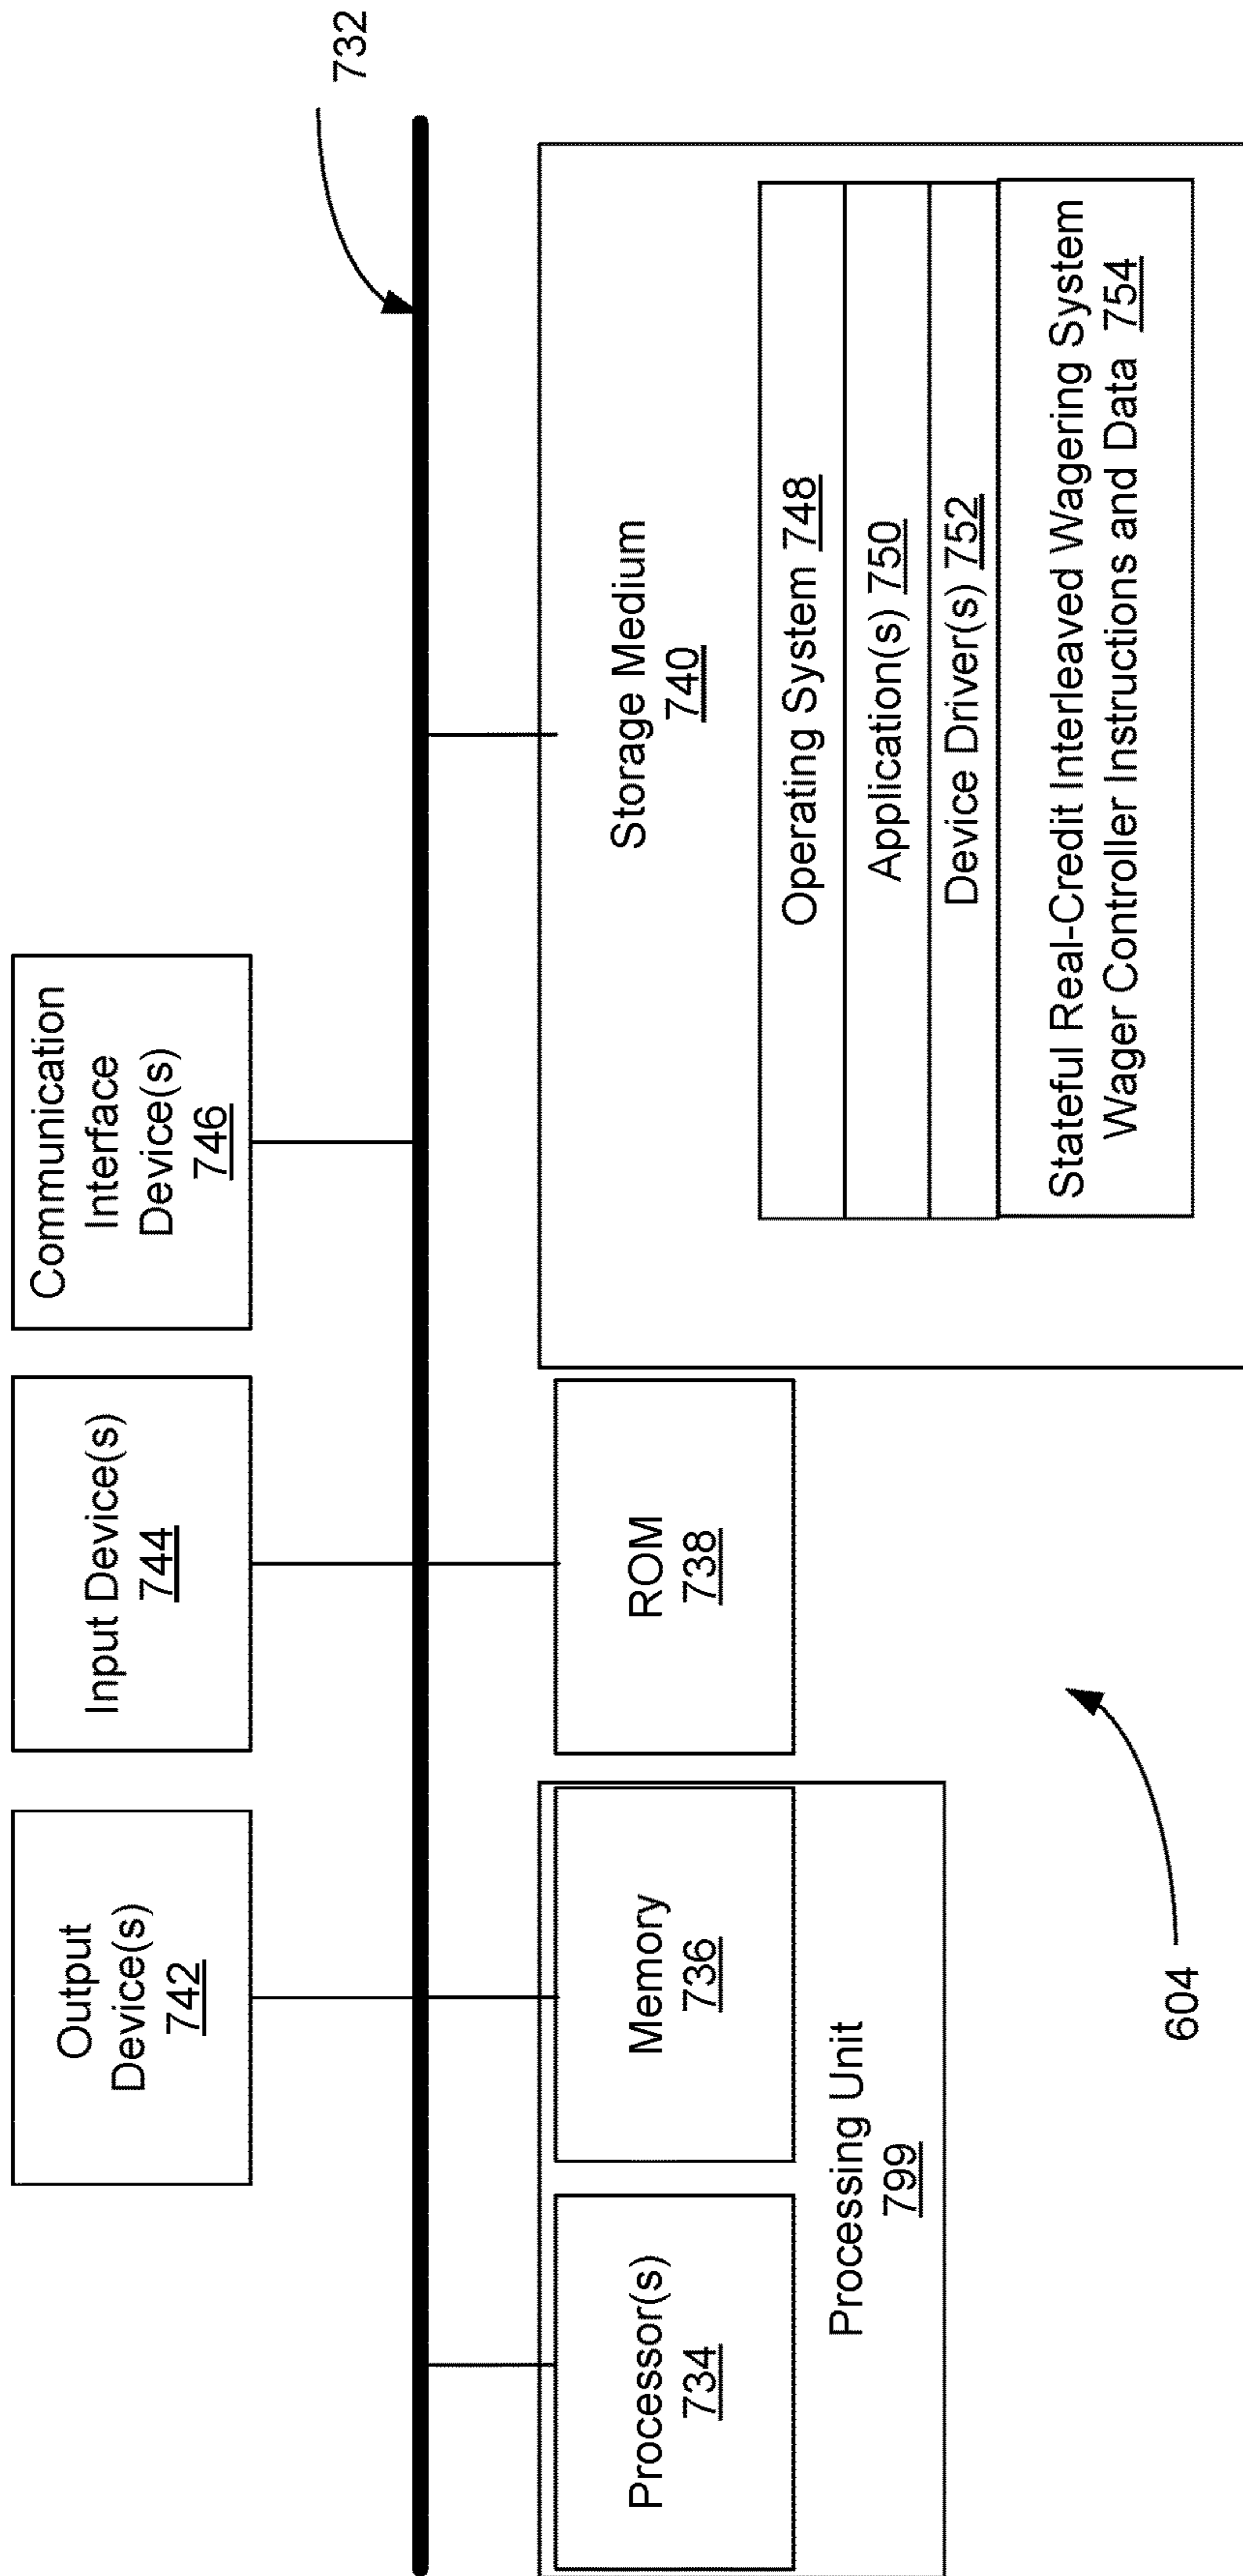 Output
Device(s)
742
Input Device(s)
744
Communication
Interface
Device(s)
746
732
Processor(s)
734
Memory
736
Processing Unit
799
ROM
738
Storage Medium
740
Operating System 748
Application(s) 750
Device Driver(s) 752
Stateful Real-Credit Interleaved Wagering System
Wager Controller Instructions and Data 754
604